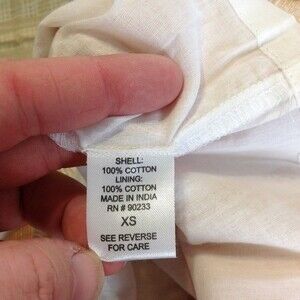 SHELL:
100% COTTON
LINING:
100% COTTON
MADE IN INDIA
RN # 90233
XS
SEE REVERSE
FOR CARE